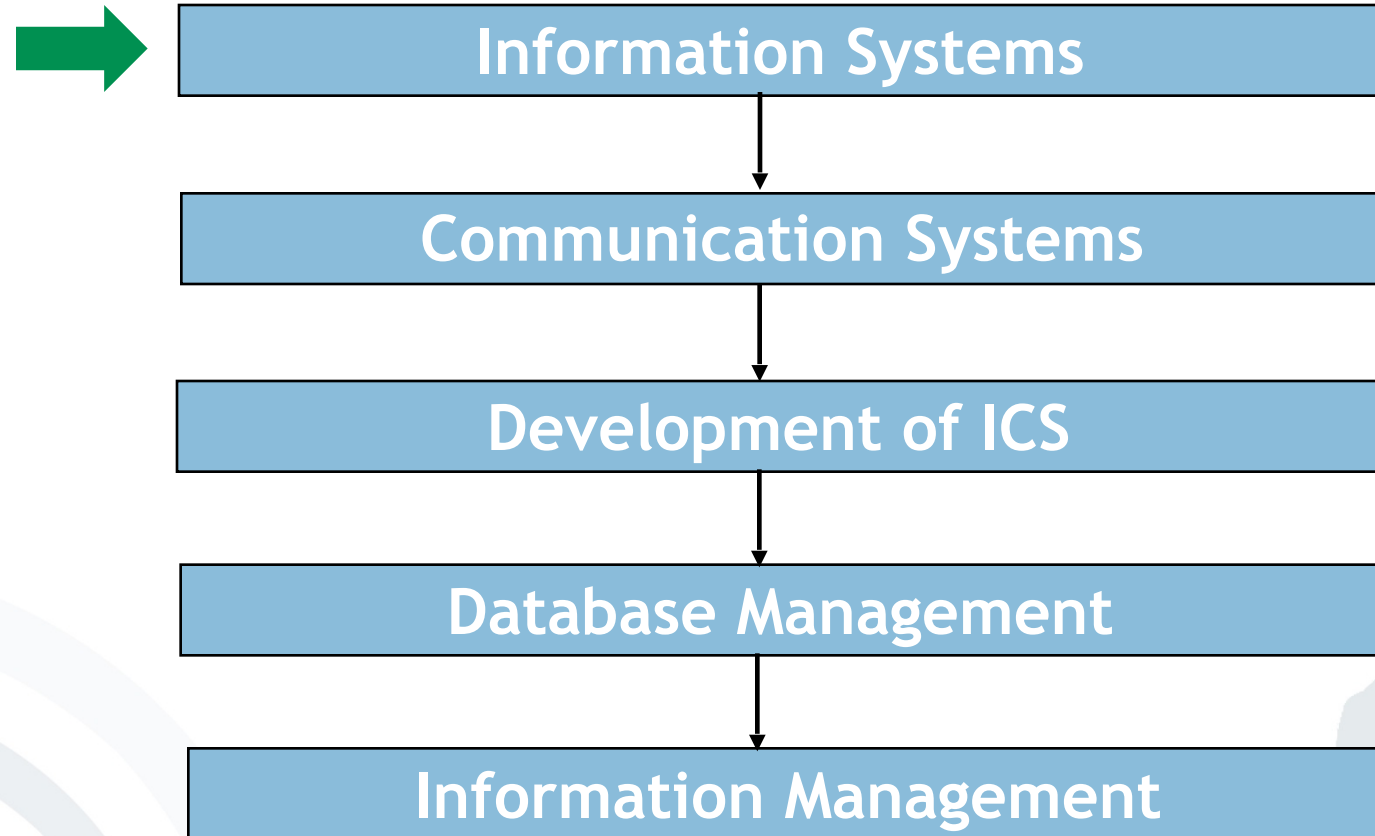 Information Systems
Communication Systems
Development of ICS
Database Management
Information Management